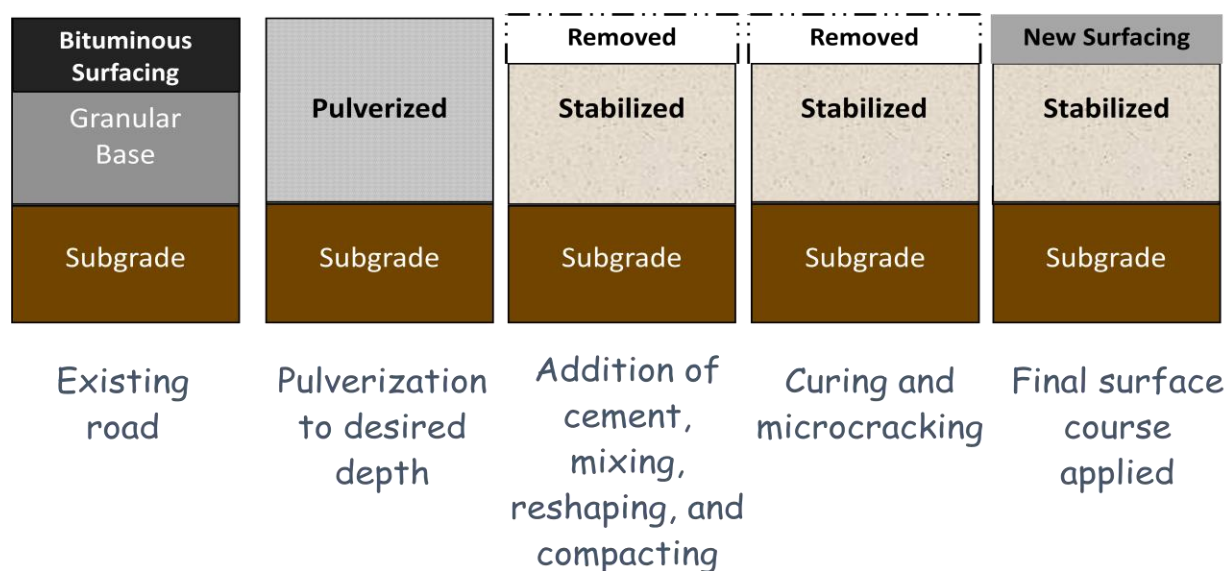 Bituminous
Surfacing
Granular
Base
Subgrade
Existing
road
Pulverized
Subgrade
Pulverization
to desired
depth
Removed
Stabilized
Subgrade
Addition of
cement,
mixing,
reshaping, and
compacting
Removed
Stabilized
Subgrade
Curing and
microcracking
New Surfacing
Stabilized
Subgrade
Final surface
course
applied